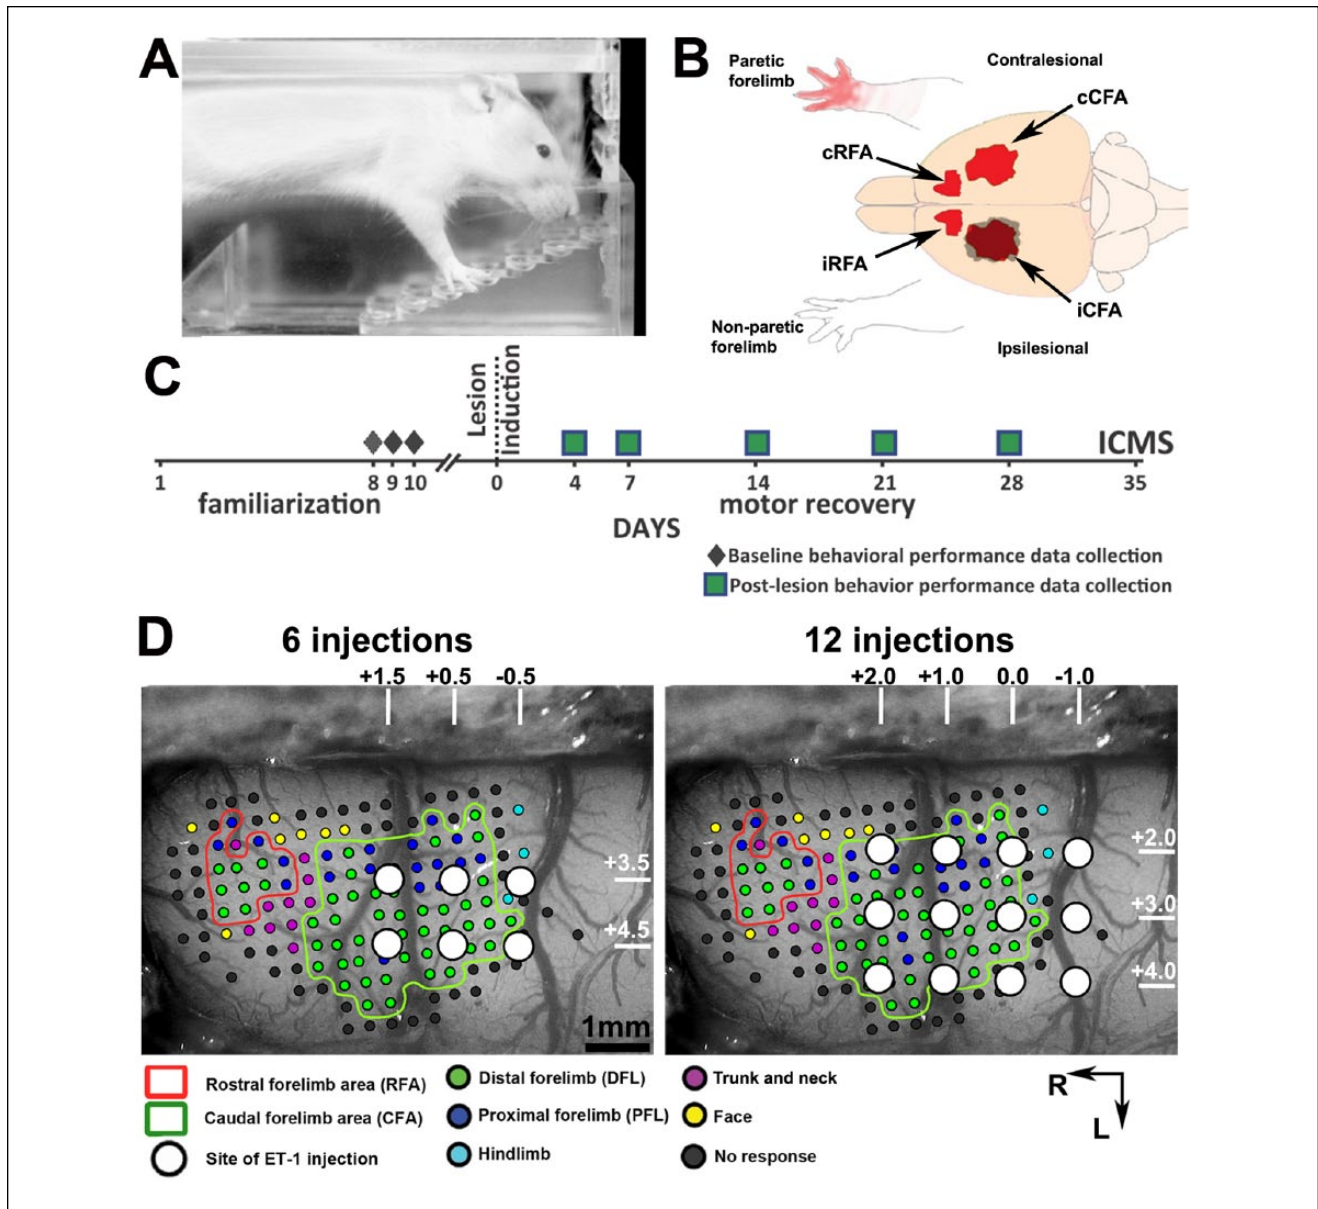 A
B
Paretic
forelimb
Contralesional
cCFA
cRFA
iRFA
iCFA
Non-paretic
forelimb
Ipsilesional
C
Lesion
Induction
ICMS
1
8 9 10
0
4
7
14
21
28
35
familiarization
motor recovery
DAYS
Baseline behavioral performance data collection
Post-lesion behavior performance data collection
D
6 injections
12 injections
+1.5 +0.5 -0.5
+2.0 +1.0 0.0 -1.0
+3.5
+4.5
1mm
+2.0
+3.0
+4.0
Rostral forelimb area (RFA)
Caudal forelimb area (CFA)
Site of ET-1 injection
Distal forelimb (DFL)
Proximal forelimb (PFL)
Hindlimb
Trunk and neck
Face
No response
R
L